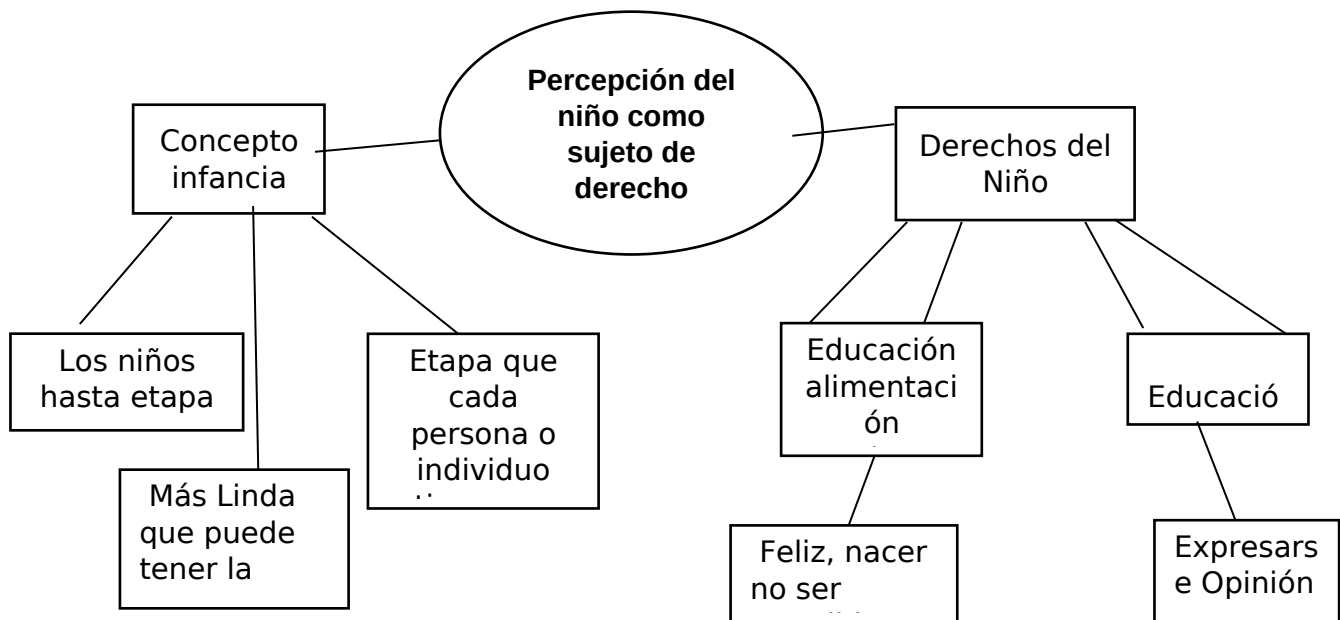 Percepción del
niño como
sujeto de
derecho
Concepto
infancia
Derechos del
Niño
Los niños
hasta etapa
Más Linda
que puede
tener la
Etapa que
cada
persona o
individuo
Educación
alimentaci
ón
Educació
Feliz, nacer
no ser
Expresars
e Opinión